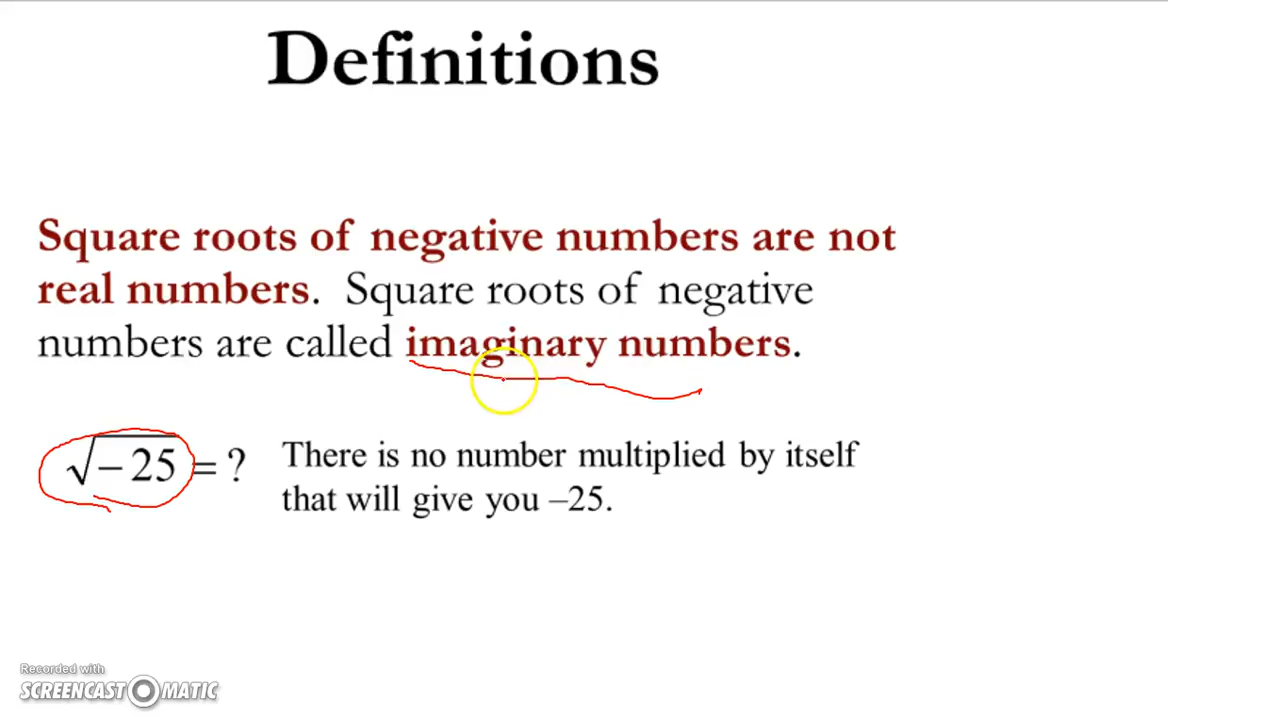 Definitions
Square roots of negative numbers are not
real numbers. Square roots of negative
numbers are called imaginary numbers.
√−25 = ? There is no number multiplied by itself
that will give you –25.
Recorded with
SCREENCAST MATIC